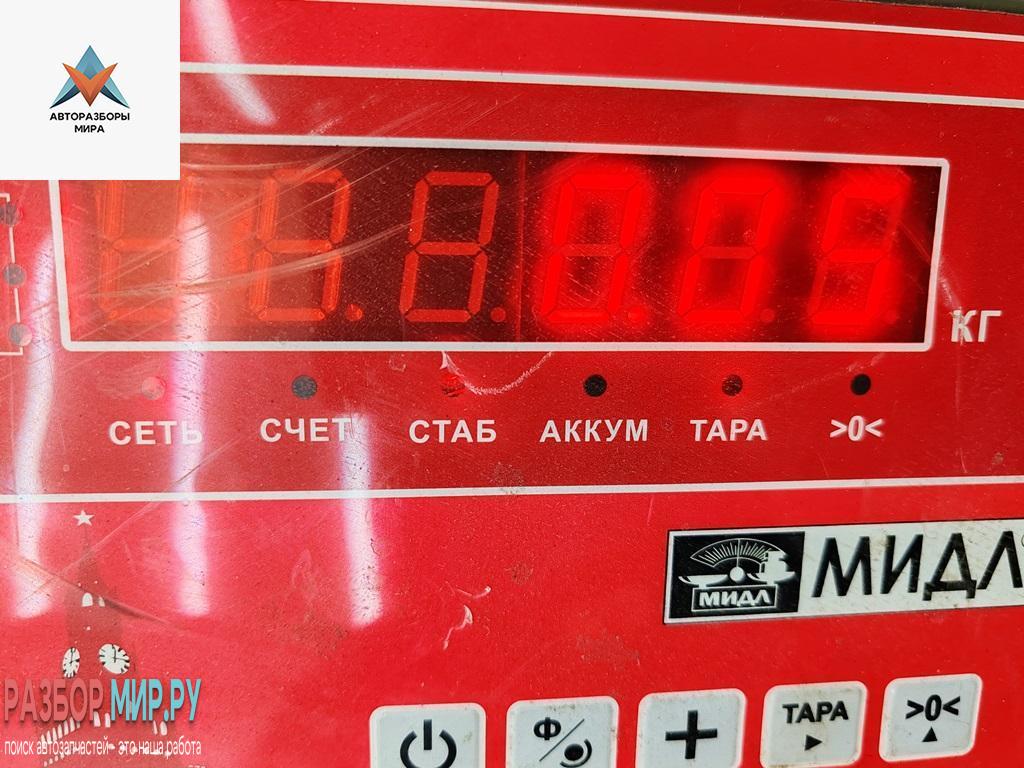 АВТОРАЗБОРЫ
МИРА
КГ
СЕТЬ СЧЕТ СТАБ АККУМ ТАРА >0<
МИДЛ МИДЛ
РАЗБОР.МИР.РУ
поиск автозапчастей- это наша работа
Ф + ТАРА >0<